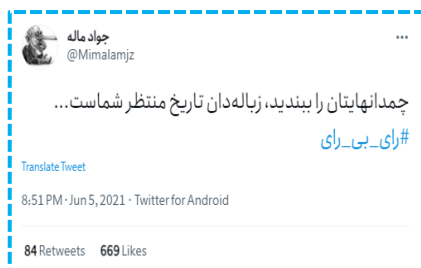 جواد ماله
@Mimalamjz
...
چمدانهایتان را ببندید، زباله‌دان تاریخ منتظر شماست...
#رای_بی_رای
Translate Tweet
8:51 PM · Jun 5, 2021 · Twitter for Android
84 Retweets 669 Likes